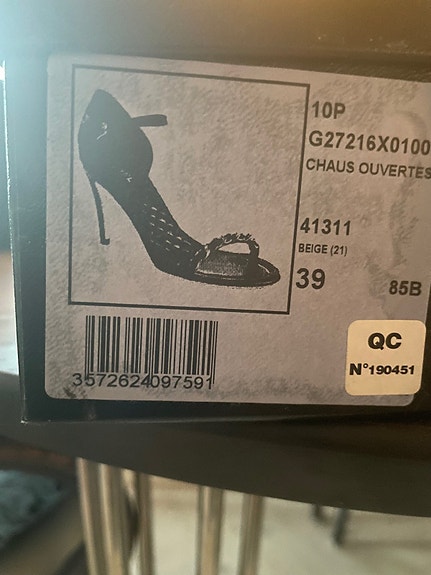 10P
G27216X0100
CHAUS OUVERTES
41311
BEIGE (21)
39 85B
QC
N°190451
3572624097591